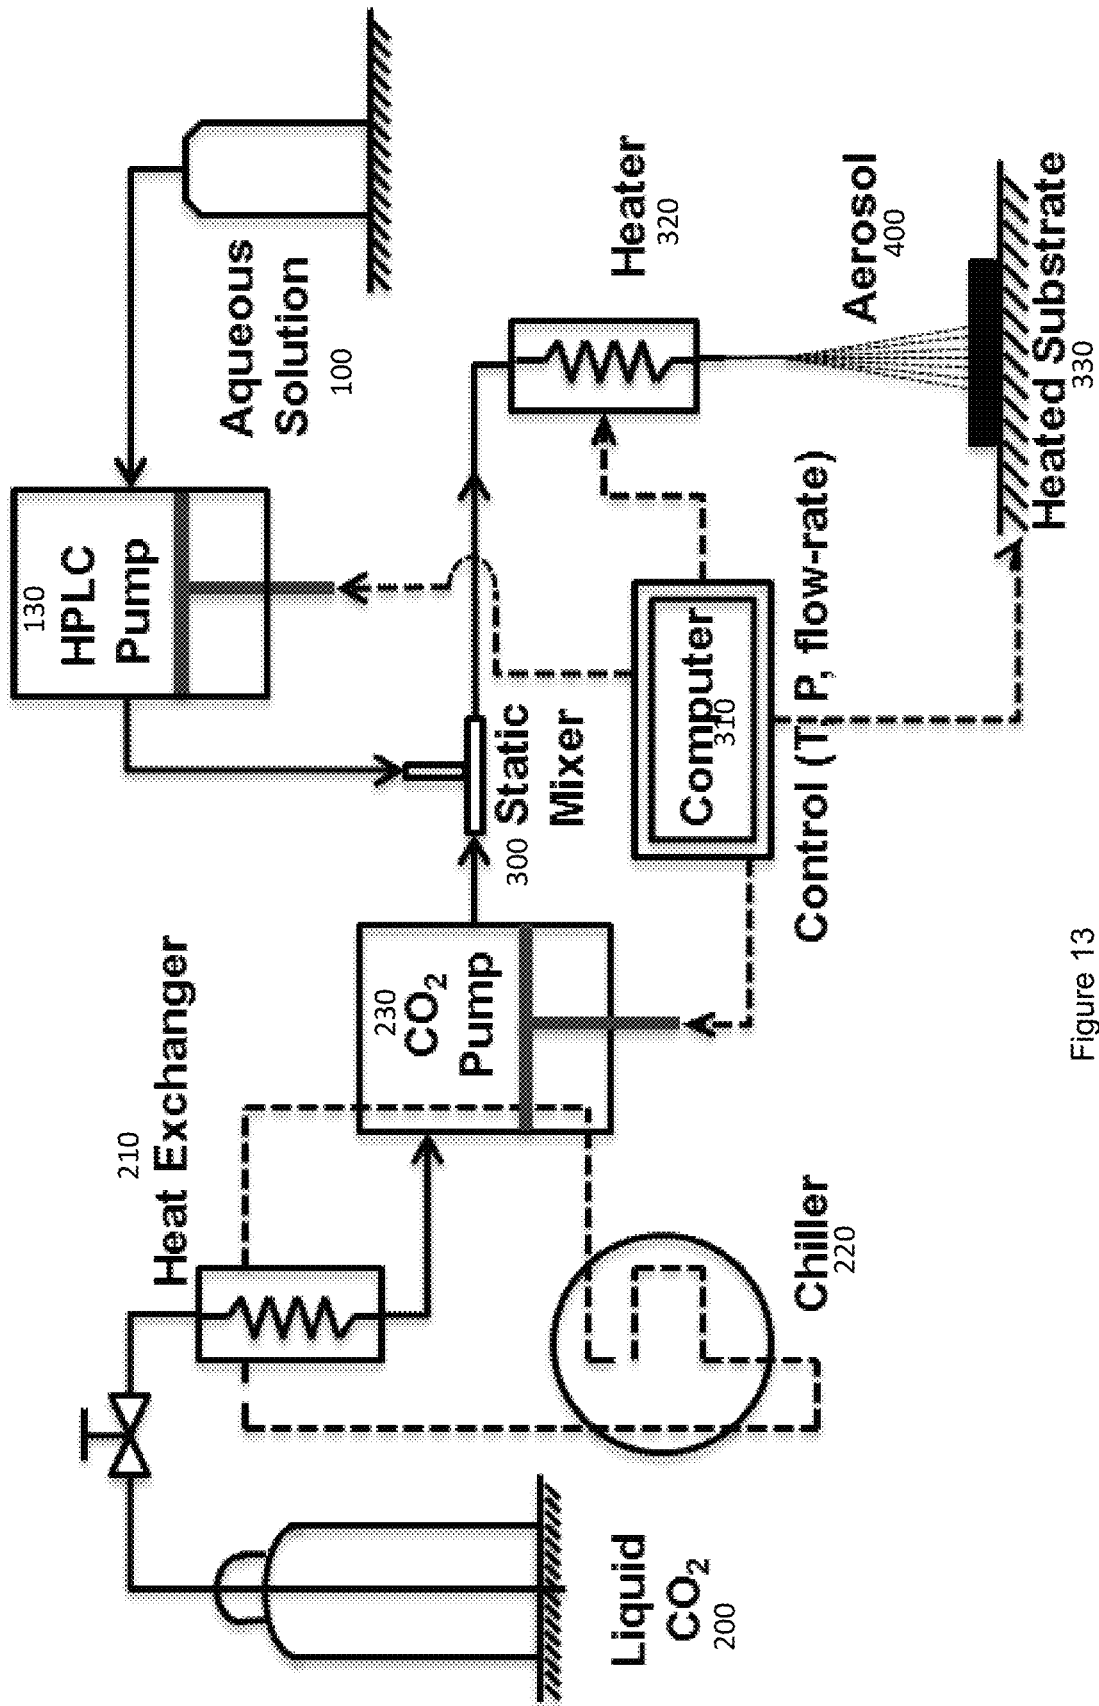 130
HPLC
Pump
Aqueous
Solution
100
210
Heat Exchanger
230
CO₂
Pump
300 Static
Mixer
Heater
320
Liquid
CO₂
200
Chiller
220
Computer
310
Control (T, P, flow-rate)
Aerosol
400
Heated Substrate
330
Figure 13